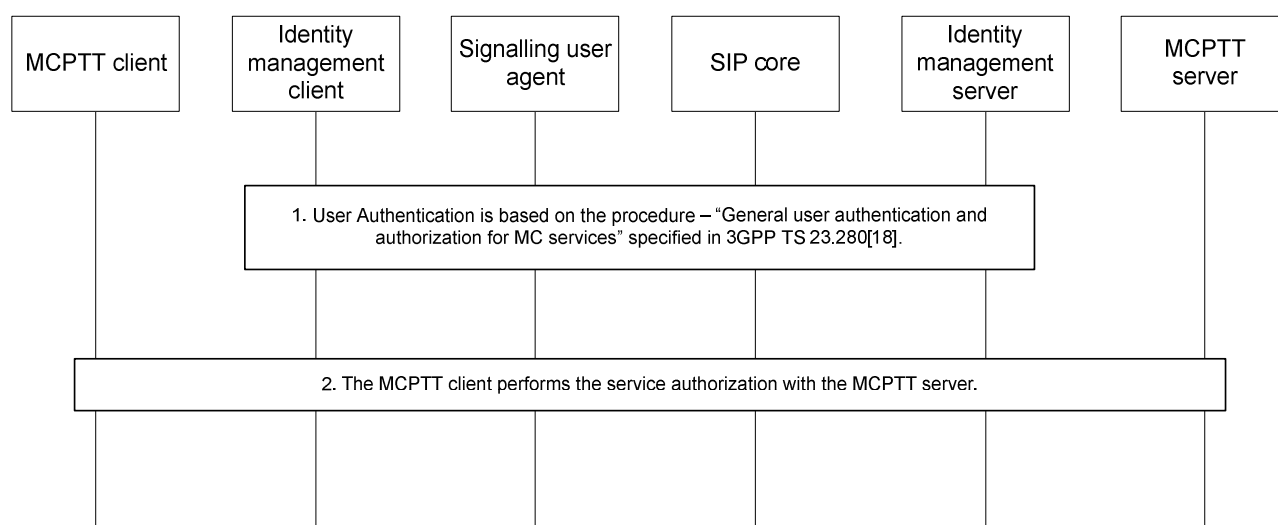 MCPTT client
Identity
management
client
Signalling user
agent
SIP core
Identity
management
server
MCPTT
server
1. User Authentication is based on the procedure – “General user authentication and
authorization for MC services” specified in 3GPP TS 23.280[18].
2. The MCPTT client performs the service authorization with the MCPTT server.